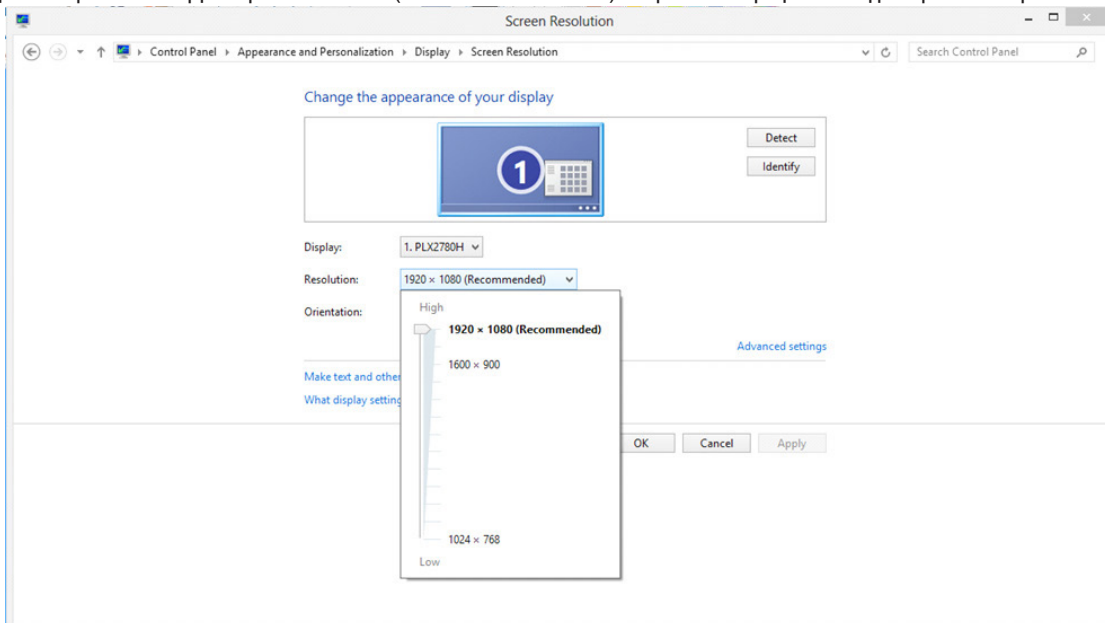 Screen Resolution
Control Panel Appearance and Personalization Display Screen Resolution
Search Control Panel
Change the appearance of your display
1
Detect
Identify
Display: 1. PLX2780H
Resolution: 1920 × 1080 (Recommended)
Orientation:
High
1920 × 1080 (Recommended)
1600 × 900
1024 × 768
Low
Advanced settings
Make text and other
What display setting
OK Cancel Apply